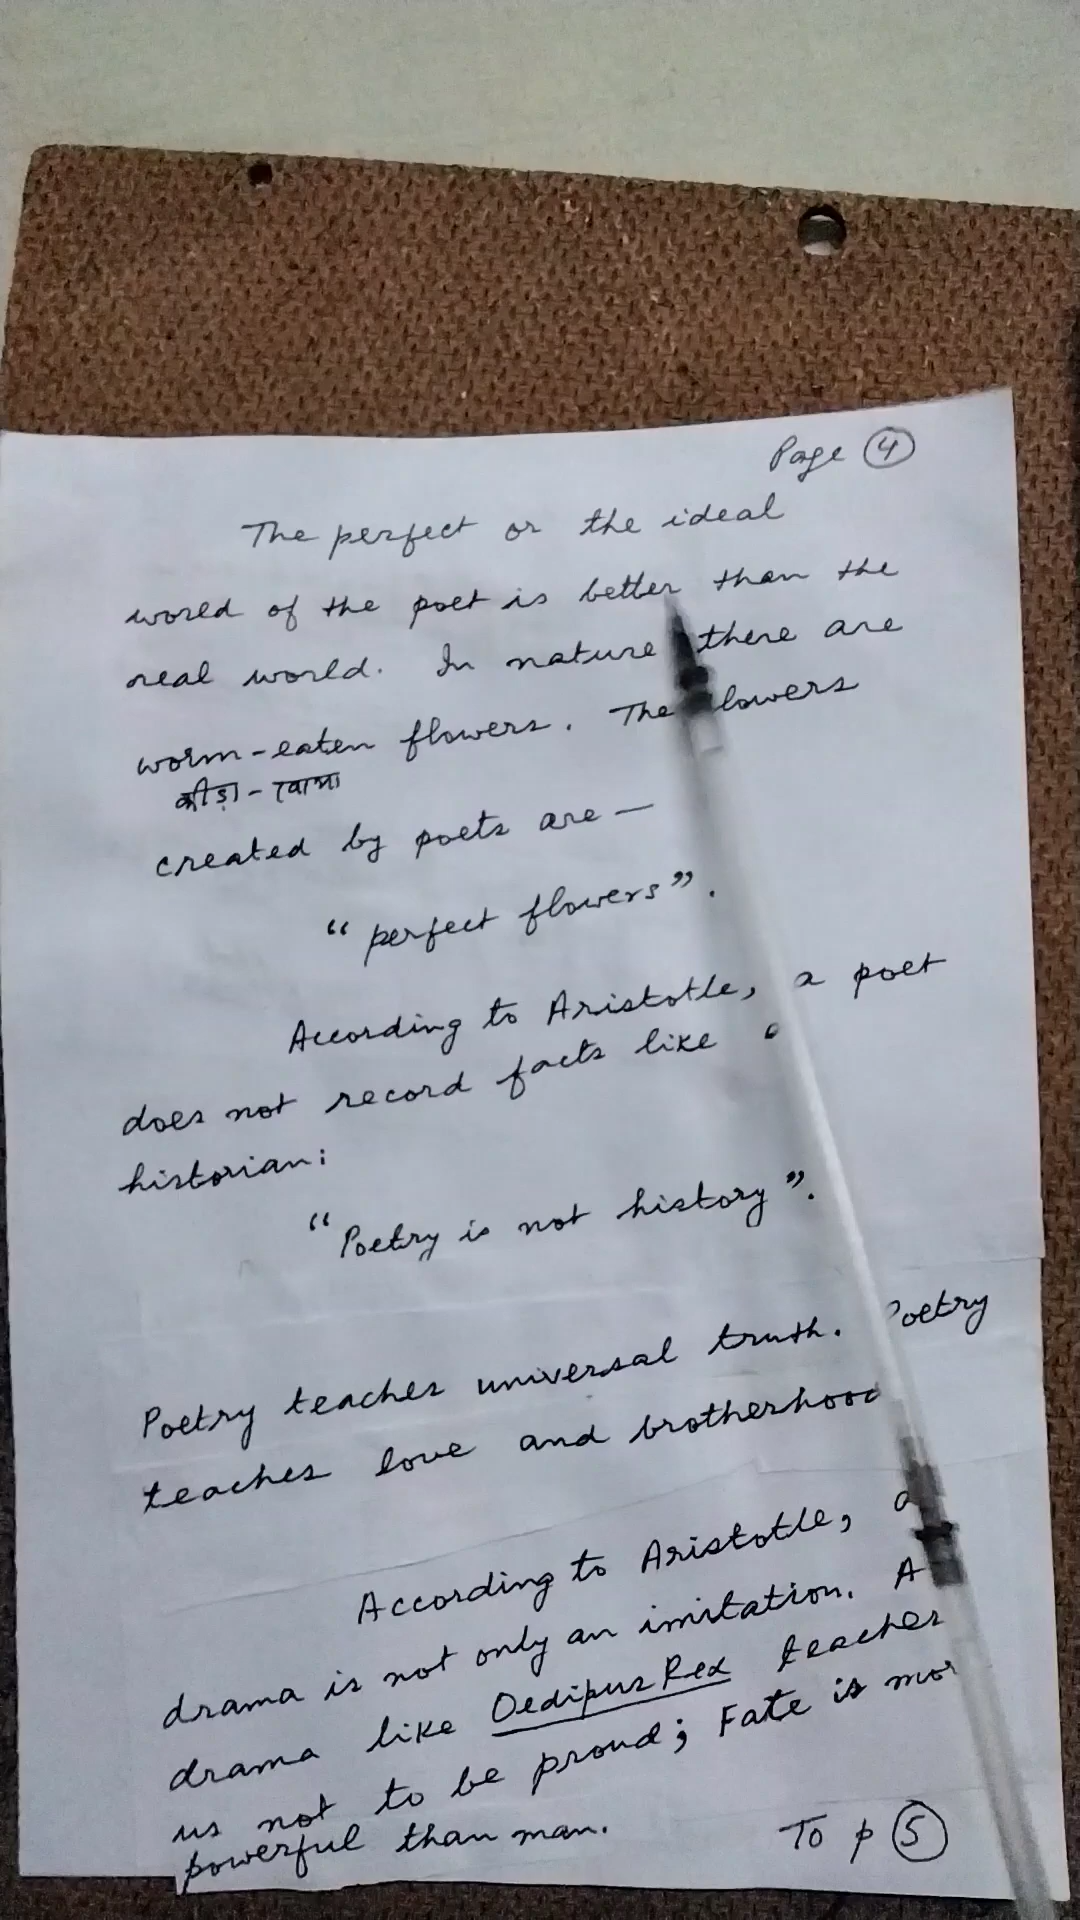 Page 4
The perfect or the ideal
world of the poet is better than the
real world. In nature there are
worm-eaten flowers. The flowers
कीड़ा - खाया
created by poets are —
“perfect flowers”.
According to Aristotle, a poet
does not record facts like
historian:
“Poetry is not history”.
Poetry teaches universal truth. Poetry
teaches love and brotherhood
According to Aristotle, a
drama is not only an imitation. A
drama like Oedipus Rex teaches
us not to be proud; Fate is more
powerful than man.
To p 5